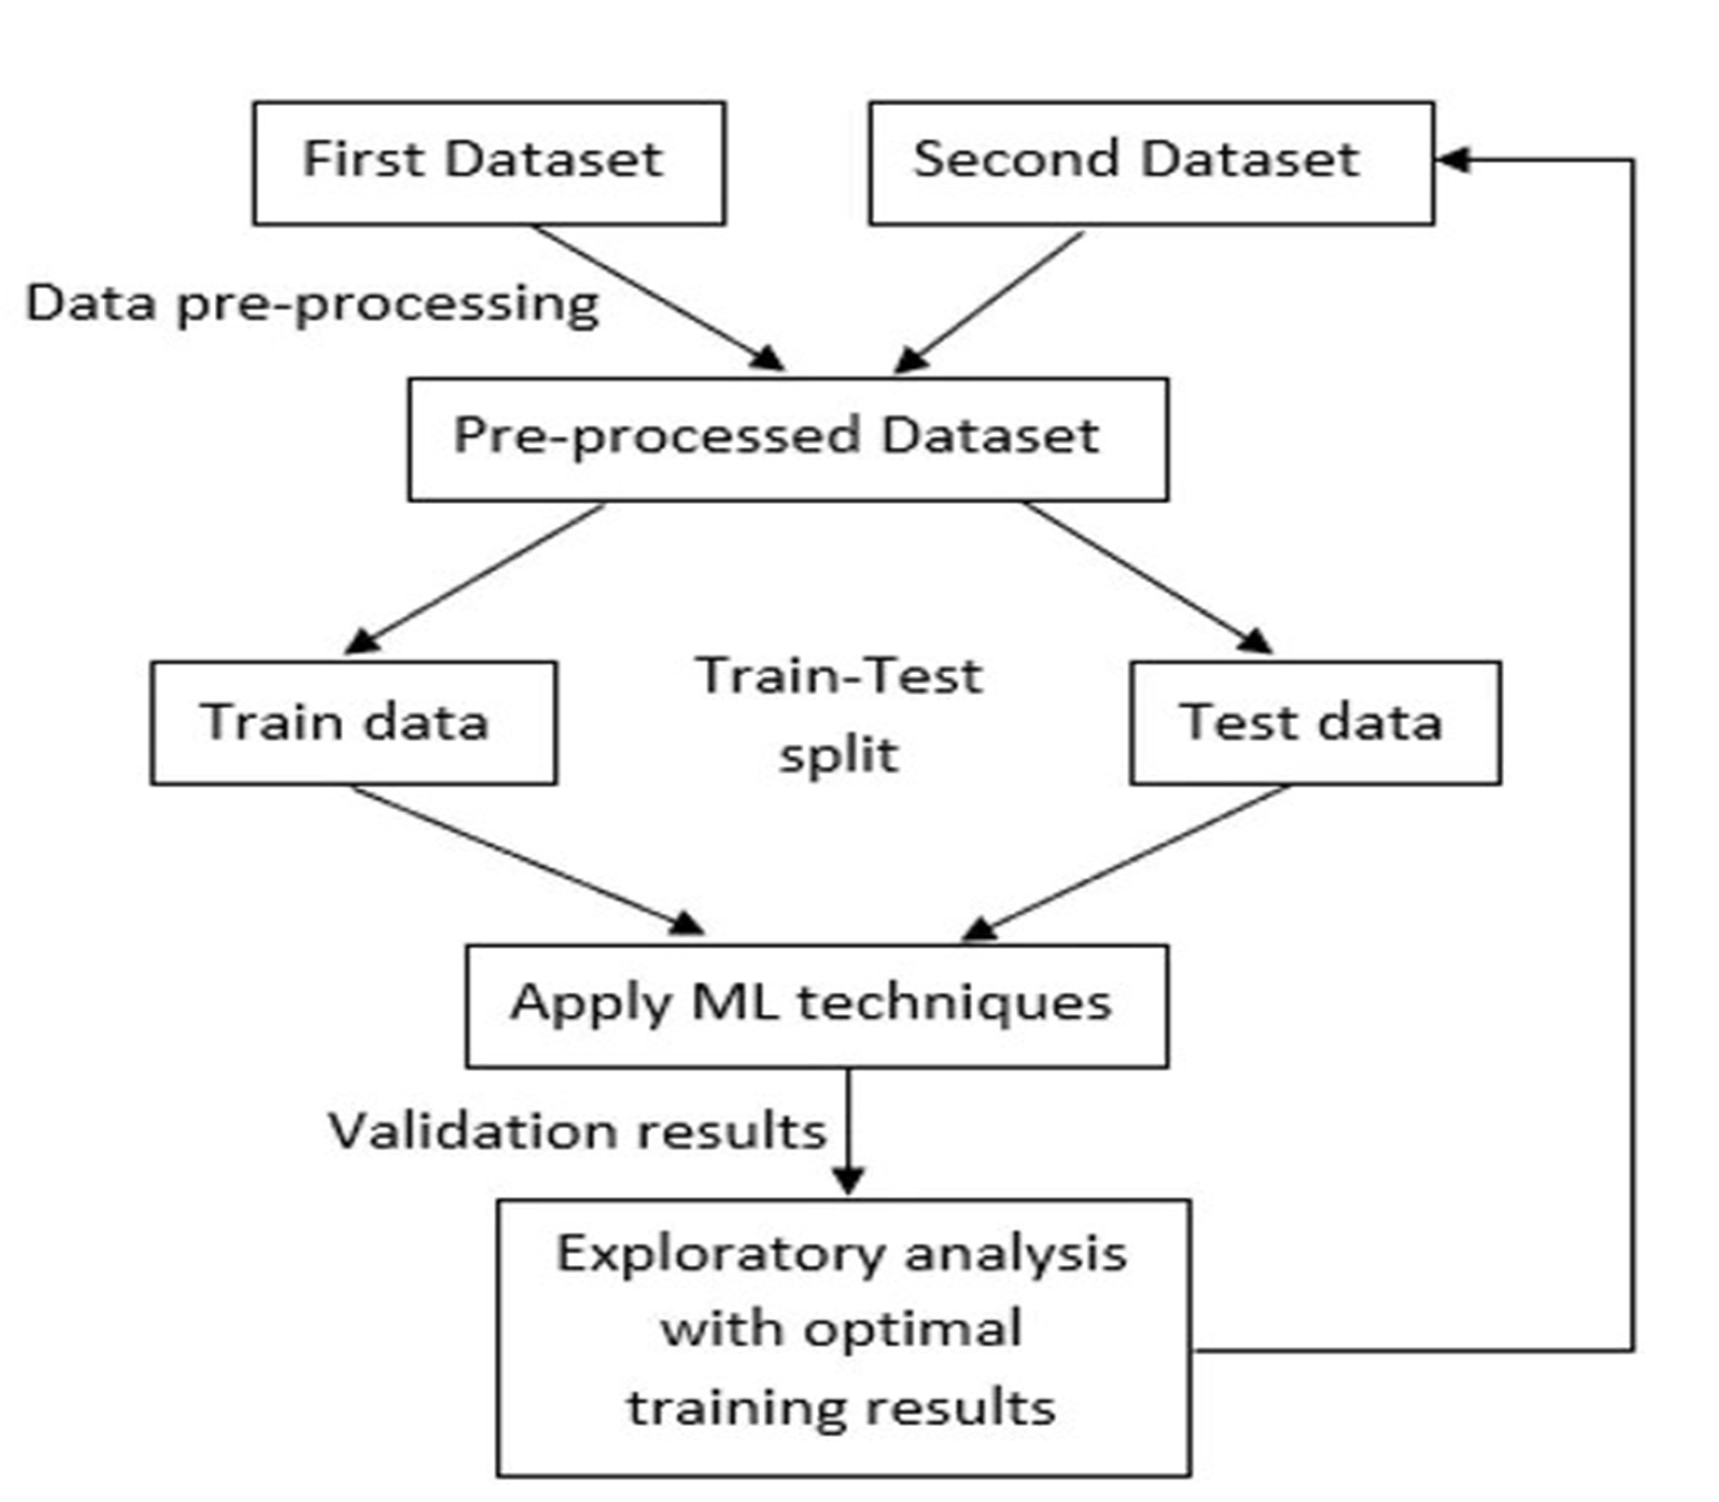 First Dataset
Second Dataset
Data pre-processing
Pre-processed Dataset
Train data
Train-Test
split
Test data
Apply ML techniques
Validation results
Exploratory analysis
with optimal
training results